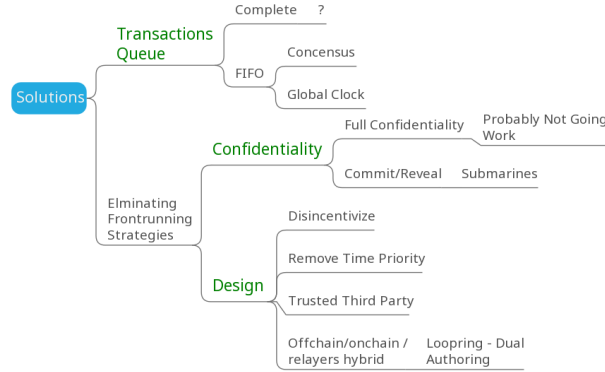 Complete ?
Transactions
Queue
FIFO
Concensus
Global Clock
Solutions
Full Confidentiality
Probably Not Going
Work
Confidentiality
Commit/Reveal Submarines
Elminating
Frontrunning
Strategies
Disincentivize
Remove Time Priority
Design
Trusted Third Party
Offchain/onchain /
relayers hybrid
Loopring - Dual
Authoring